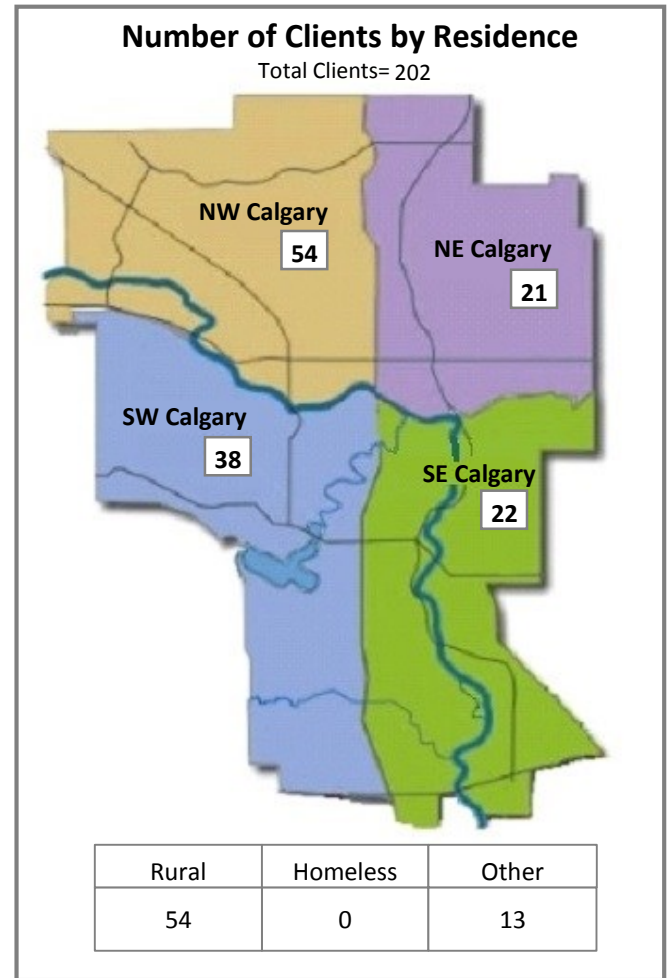 Number of Clients by Residence
Total Clients= 202
NW Calgary
54
NE Calgary
21
SW Calgary
38
SE Calgary
22
Rural Homeless Other
54 0 13